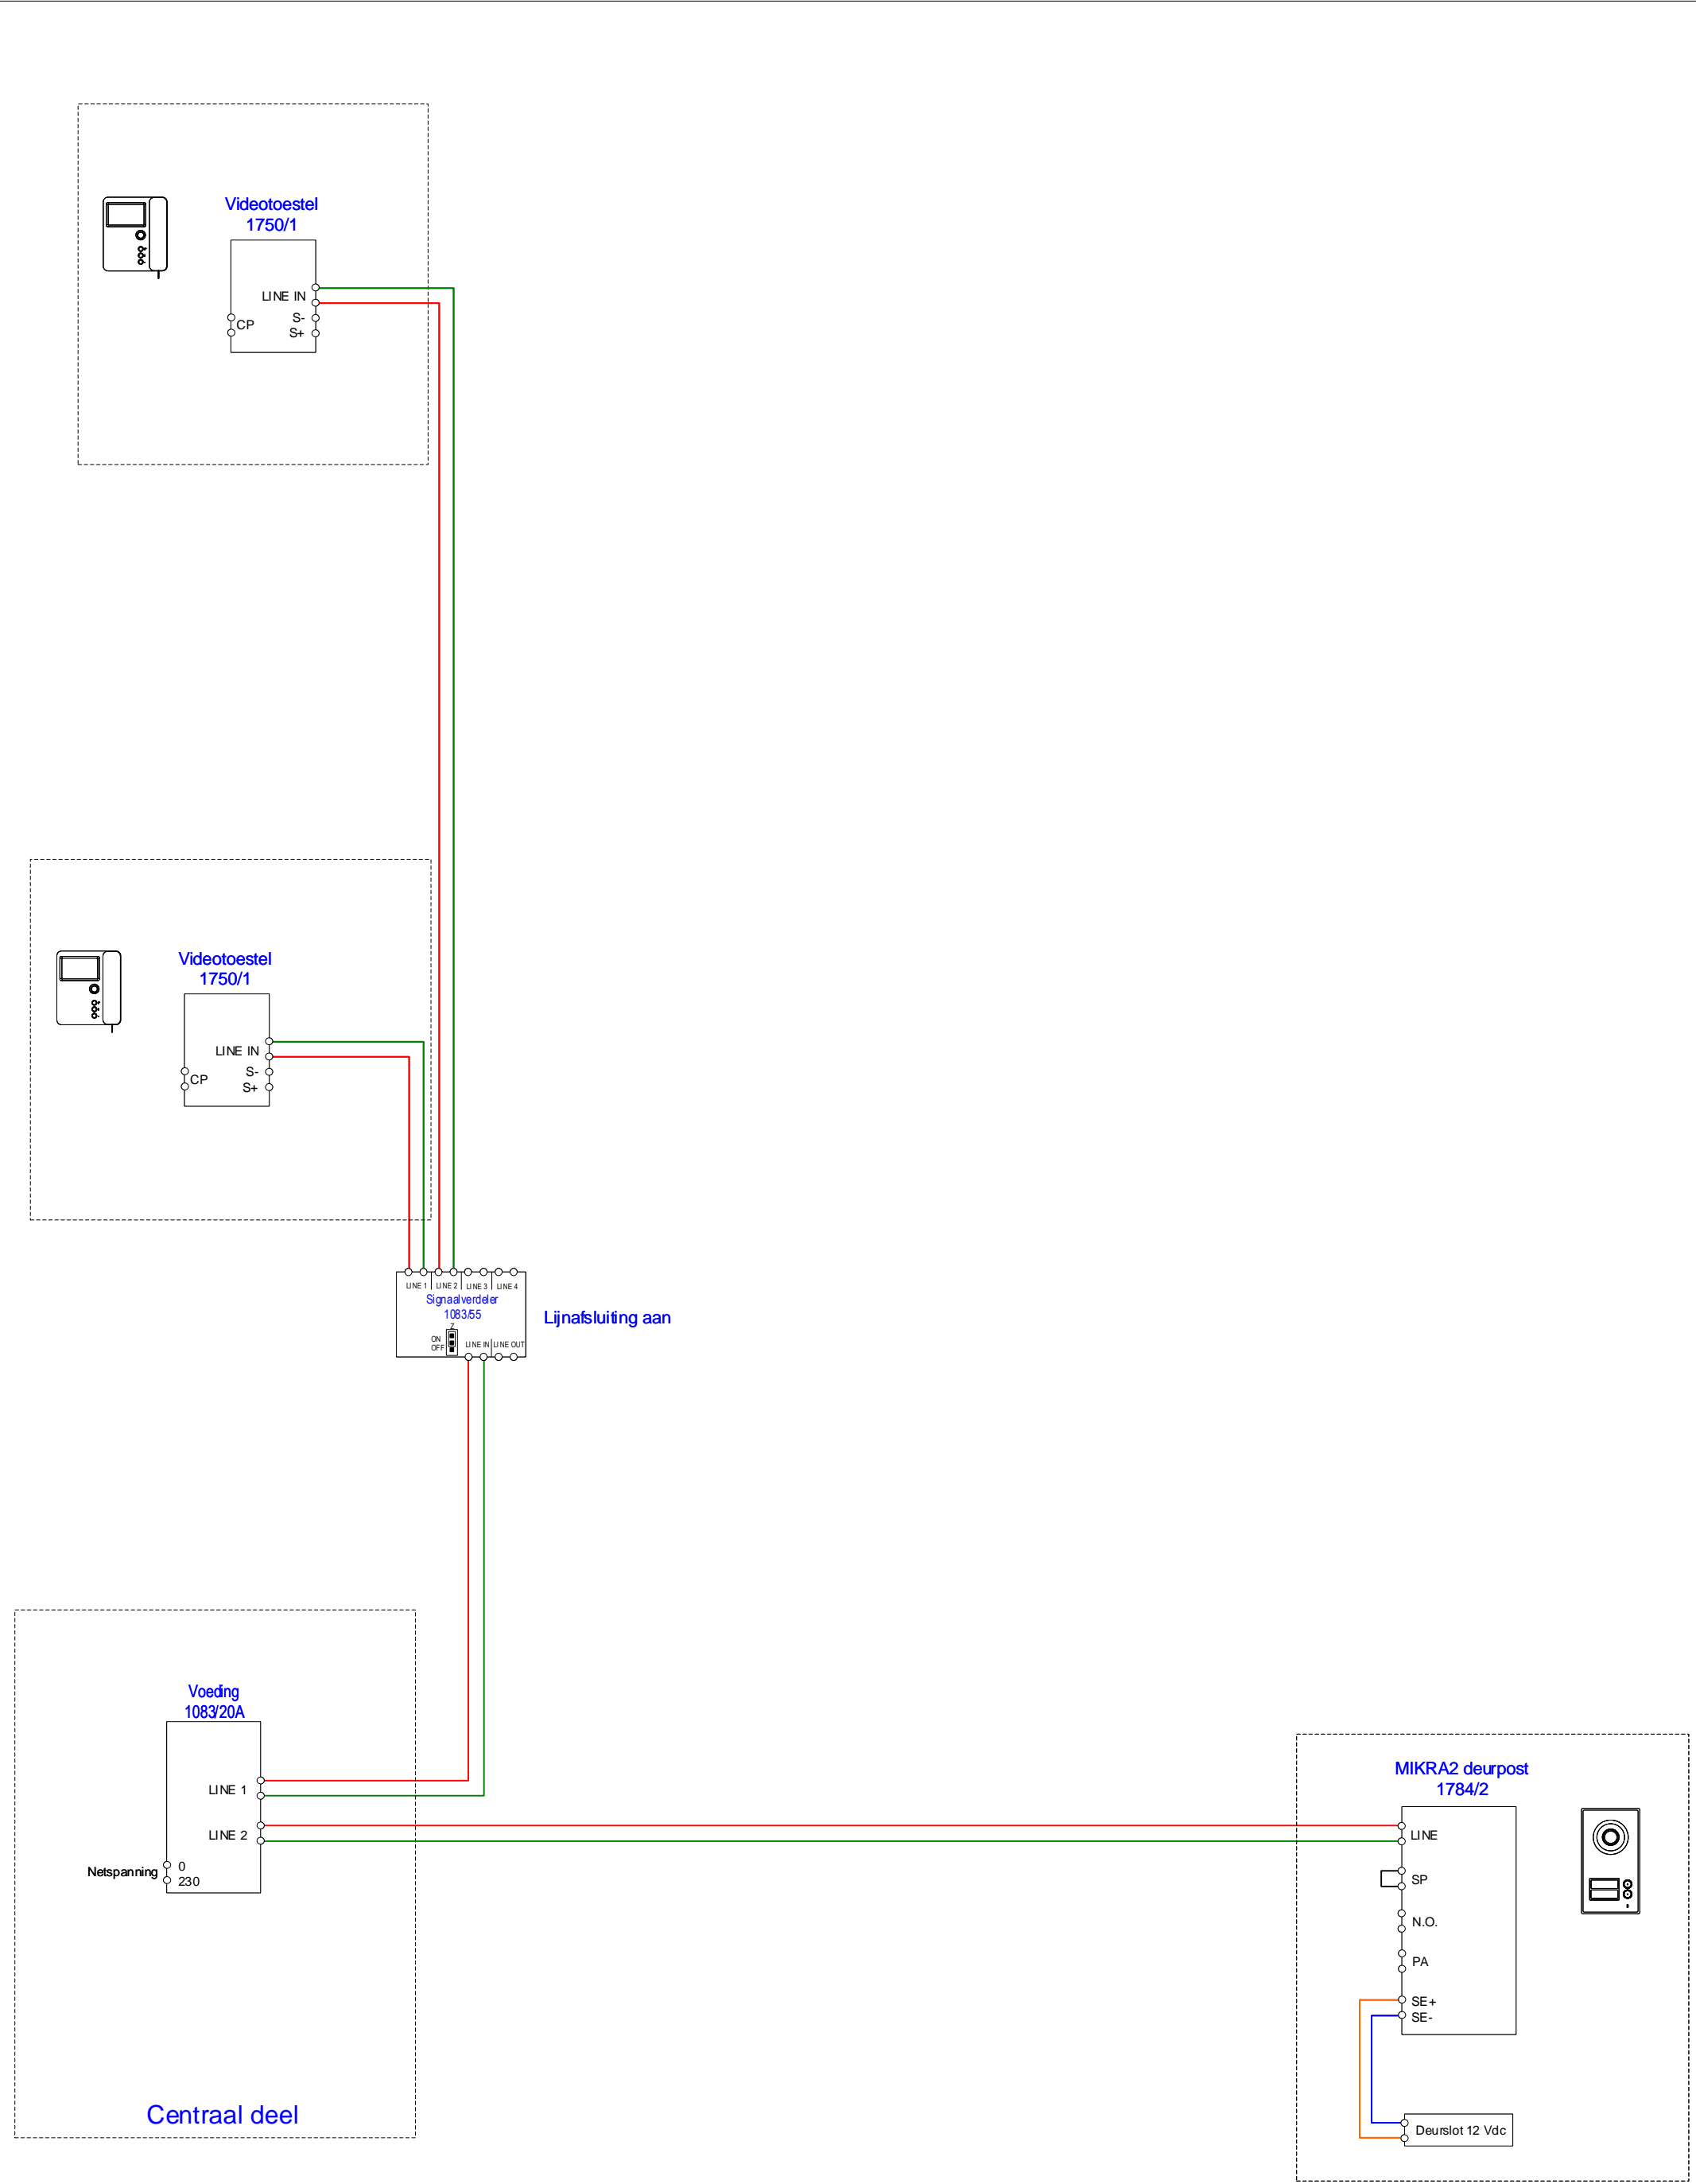 Videotoestel
1750/1
LINE IN
S-
CP
S+
Videotoestel
1750/1
LINE IN
S-
CP
S+
LINE 1 LINE 2 LINE 3 LINE 4
Signaalverdeler
1083/55
Lijnafsluiting aan
Z
ON
OFF
LINE IN LINE OUT
Voeding
1083/20A
LINE 1
LINE 2
Netspanning
0
230
Centraal deel
MIKRA2 deurpost
1784/2
LINE
SP
N.O.
PA
SE+
SE-
Deurslot 12 Vdc